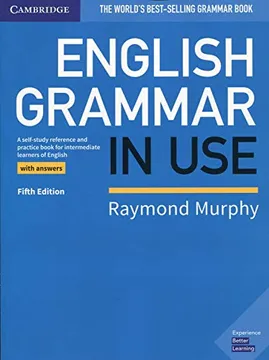 CAMBRIDGE
THE WORLD'S BEST-SELLING GRAMMAR BOOK
ENGLISH
GRAMMAR
IN USE
A self-study reference and
practice book for intermediate
learners of English
with answers
Fifth Edition
Raymond Murphy
Experience
Better
Learning